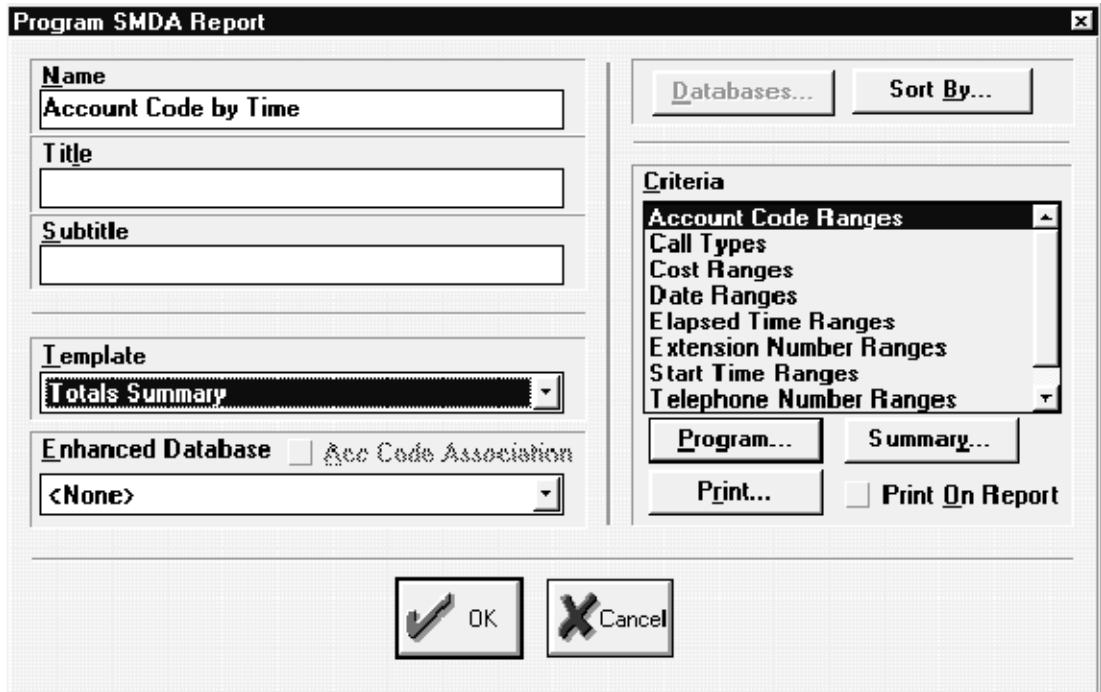 Program SMDA Report
Name
Account Code by Time
Title
Subtitle
Template
Totals Summary
Enhanced Database
Acc Code Association
<None>
Databases...
Sort By...
Criteria
Account Code Ranges
Call Types
Cost Ranges
Date Ranges
Elapsed Time Ranges
Extension Number Ranges
Start Time Ranges
Telephone Number Ranges
Program...
Summary...
Print...
Print On Report
OK
Cancel